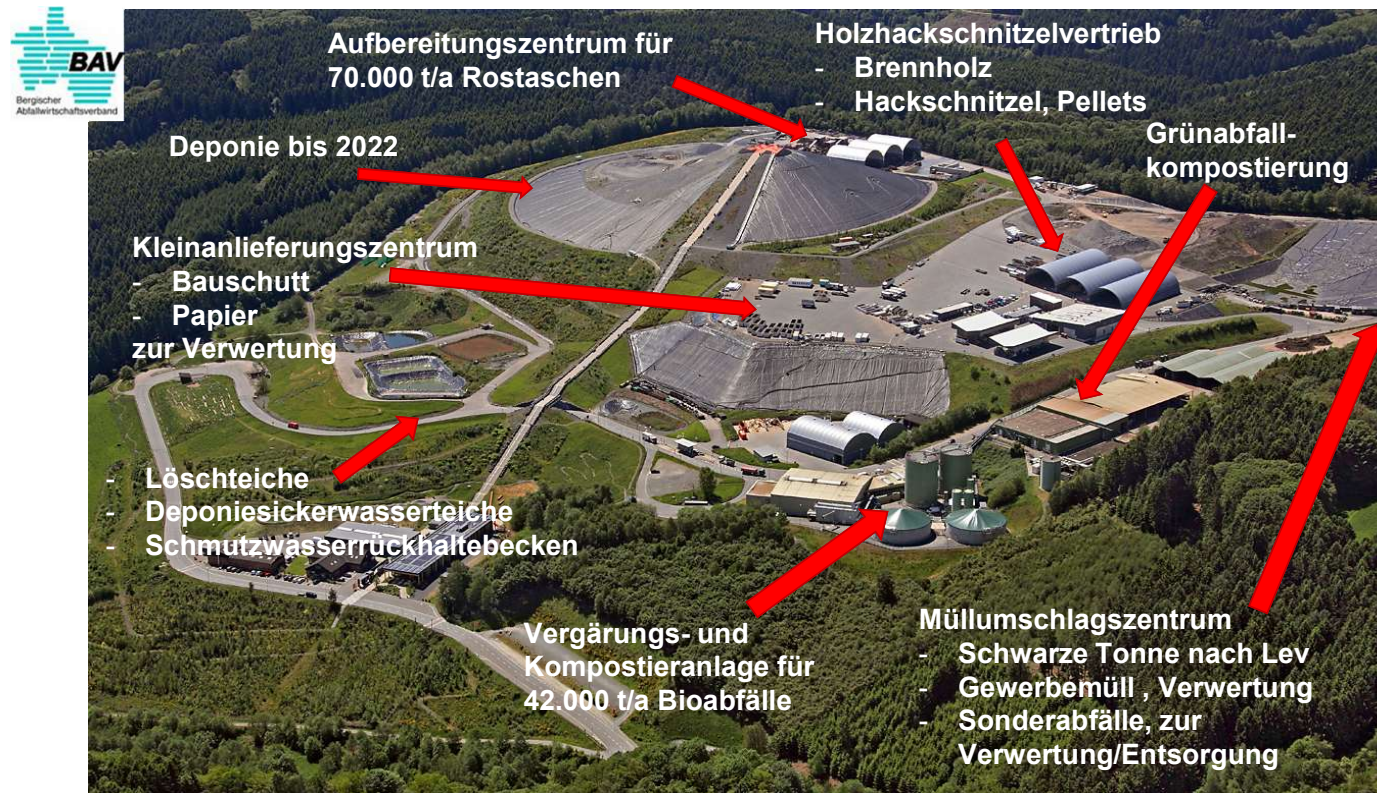 BAV
Bergischer
Abfallwirtschaftsverband
Aufbereitungszentrum für
70.000 t/a Rostaschen
Holzhackschnitzelvertrieb
- Brennholz
- Hackschnitzel, Pellets
Grünabfall-
kompostierung
Deponie bis 2022
Kleinanlieferungszentrum
- Bauschutt
- Papier
zur Verwertung
- Löschteiche
- Deponiesickerwasserteiche
- Schmutzwasserrückhaltebecken
Vergärungs- und
Kompostieranlage für
42.000 t/a Bioabfälle
Müllumschlagszentrum
- Schwarze Tonne nach Lev
- Gewerbemüll , Verwertung
- Sonderabfälle, zur
Verwertung/Entsorgung